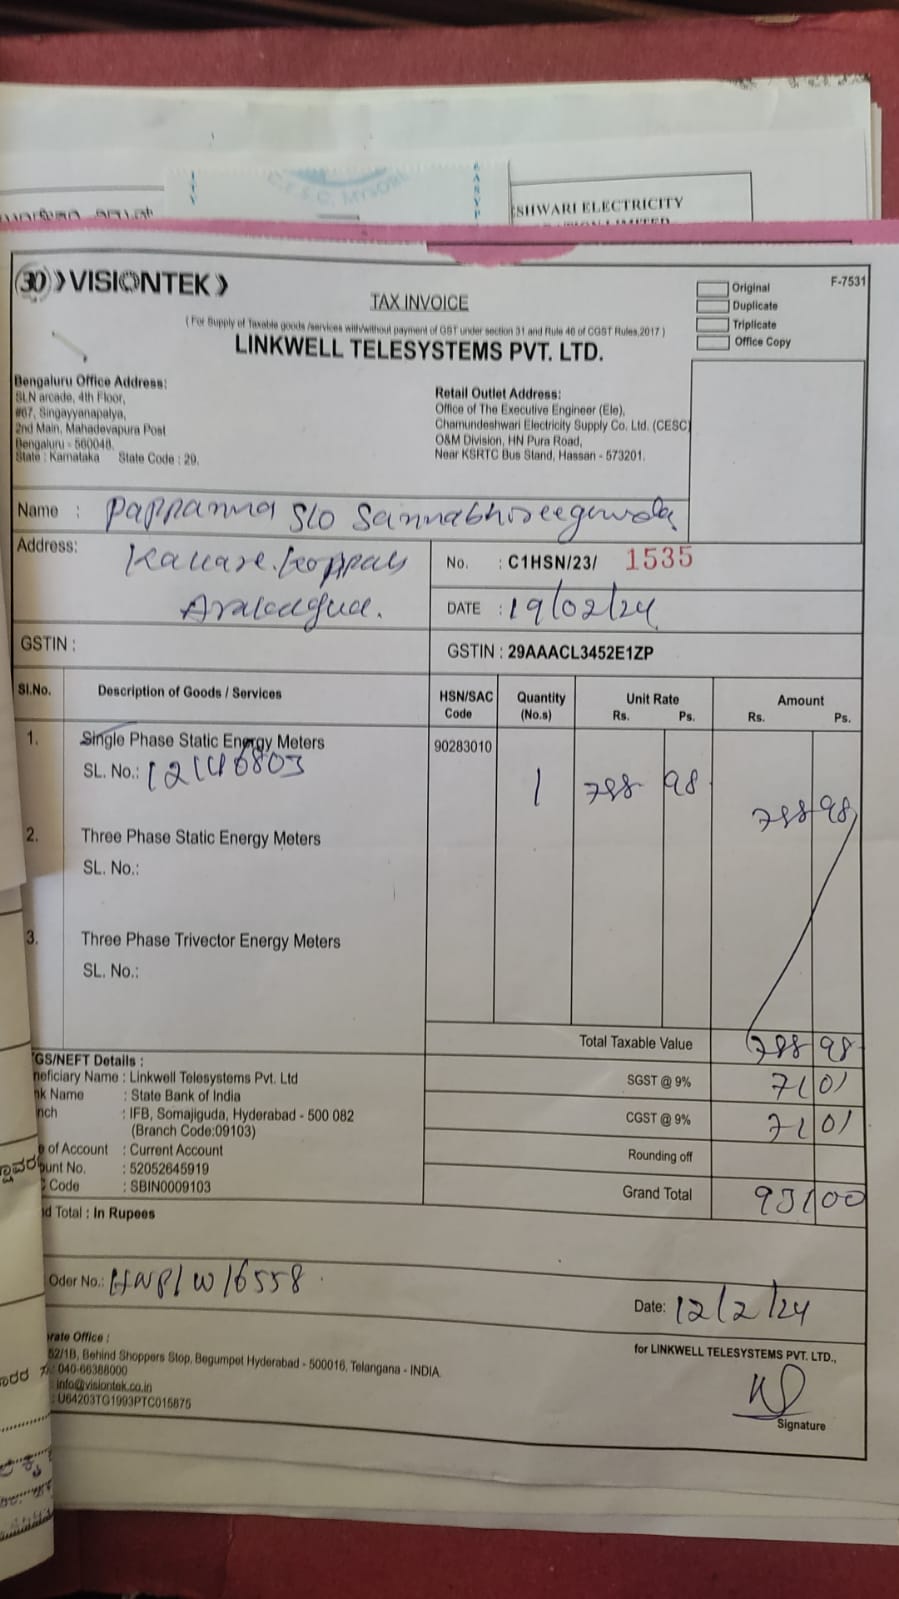 C.E.S.C. MYSORE
ESHWARI ELECTRICITY
30 VISIONTEK
TAX INVOICE
Original
Duplicate
Triplicate
Office Copy
F-7531
( For Supply of Taxable goods /services with/without payment of GST under section 31 and Rule 46 of CGST Rules,2017 )
LINKWELL TELESYSTEMS PVT. LTD.
Bengaluru Office Address:
SLN arcade, 4th Floor,
#67, Singayyanapalya,
2nd Main, Mahadevapura Post
Bengaluru - 560048.
State : Karnataka State Code : 29.
Retail Outlet Address:
Office of The Executive Engineer (Ele),
Chamundeshwari Electricity Supply Co. Ltd. (CESC)
O&M Division, HN Pura Road,
Near KSRTC Bus Stand, Hassan - 573201.
Name : Pappanna S/o
Address:
No. : C1HSN/23/ 1535
DATE : 19/02/24
GSTIN :
GSTIN : 29AAACL3452E1ZP
Sl.No. Description of Goods / Services HSN/SAC Code Quantity (No.s) Unit Rate Rs. Ps. Amount Rs. Ps.
1. Single Phase Static Energy Meters 90283010
SL. No.: 12146803 1 788 98 788 98
2. Three Phase Static Energy Meters
SL. No.:
3. Three Phase Trivector Energy Meters
SL. No.:
Total Taxable Value 788 98
SGST @ 9% 71 01
CGST @ 9% 71 01
Rounding off
Grand Total 931 00
GS/NEFT Details :
neficiary Name : Linkwell Telesystems Pvt. Ltd
nk Name : State Bank of India
nch : IFB, Somajiguda, Hyderabad - 500 082
(Branch Code:09103)
e of Account : Current Account
unt No. : 52052645919
Code : SBIN0009103
d Total : In Rupees
Oder No.: HNP/W/6558
Date: 12/2/24
rate Office :
52/1B, Behind Shoppers Stop, Begumpet Hyderabad - 500016, Telangana - INDIA.
: 040-66388000
: info@visiontek.co.in
: U64203TG1993PTC015875
for LINKWELL TELESYSTEMS PVT. LTD.,
Signature